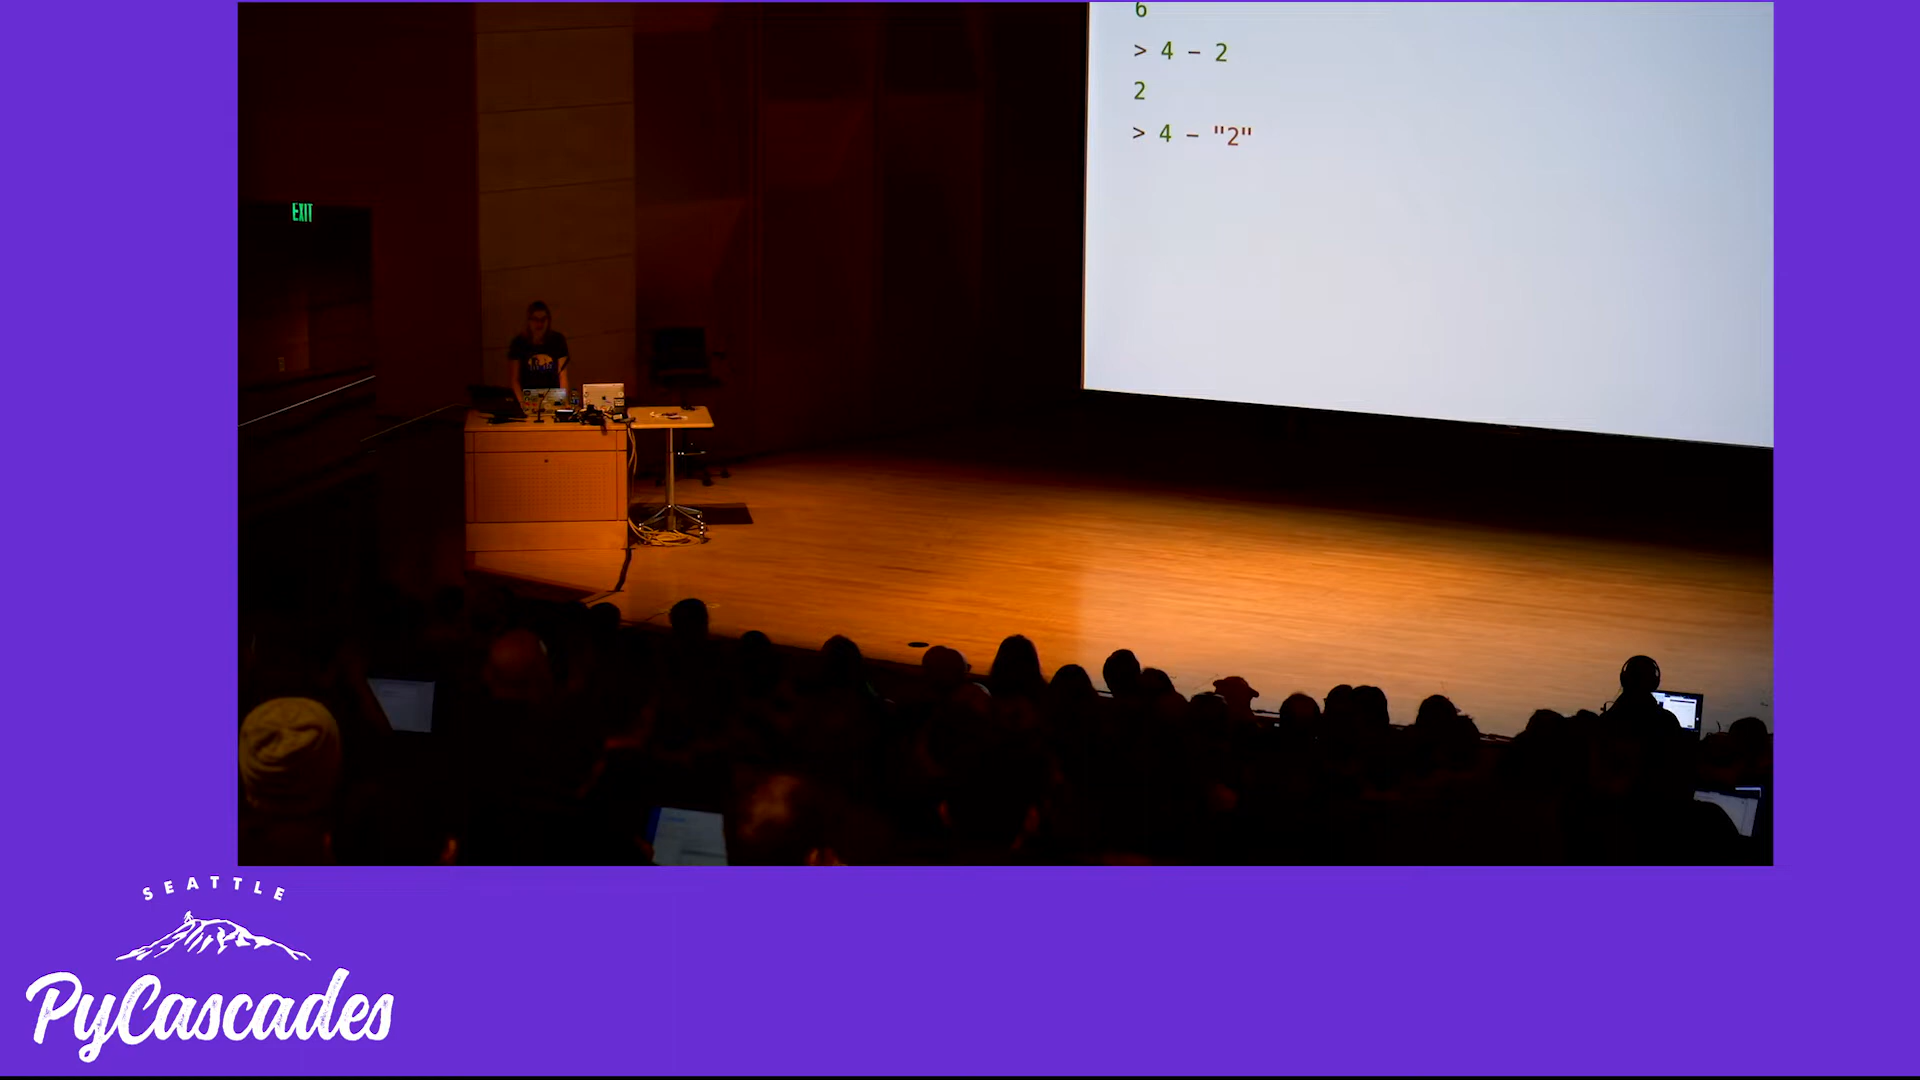 6
> 4 - 2
2
> 4 - "2"
EXIT
SEATTLE
PyCascades